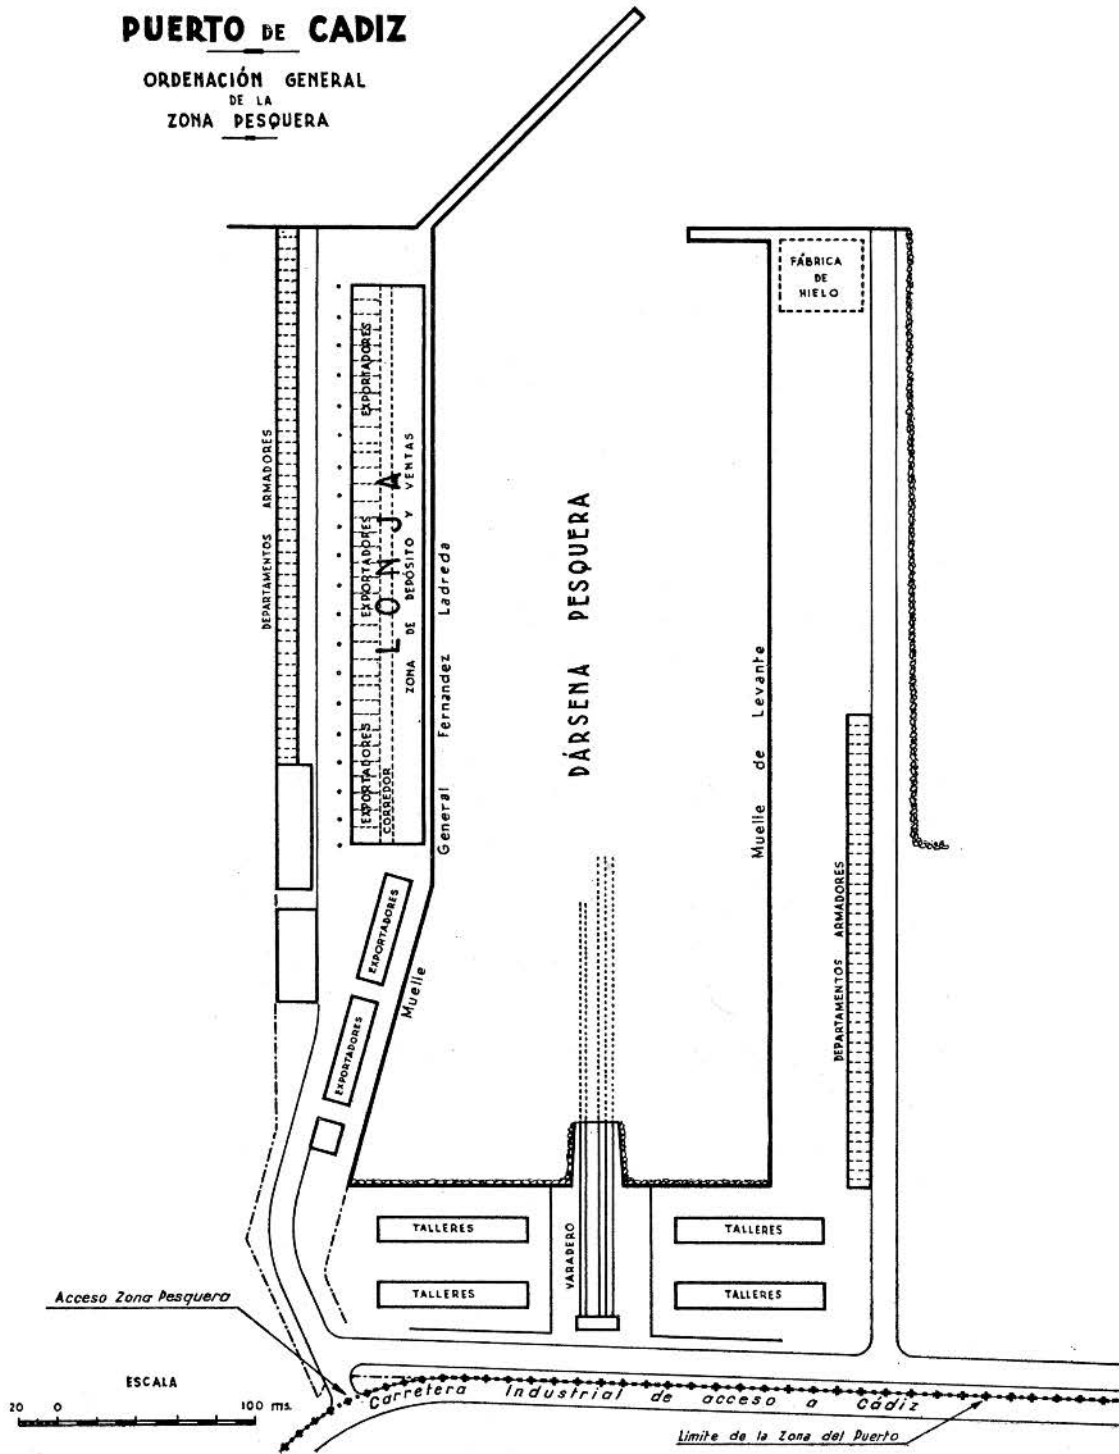 PUERTO DE CADIZ
ORDENACIÓN GENERAL
DE LA
ZONA PESQUERA
FÁBRICA
DE
HIELO
DEPARTAMENTOS ARMADORES
EXPORTADORES
EXPORTADORES
EXPORTADORES
CORREDOR
LONJA
ZONA DE DEPÓSITO Y VENTAS
Muelle General Fernandez Ladreda
DÁRSENA PESQUERA
Muelle de Levante
DEPARTAMENTOS ARMADORES
EXPORTADORES
EXPORTADORES
TALLERES
TALLERES
VARADERO
TALLERES
TALLERES
Acceso Zona Pesquera
ESCALA
20 0 100 ms.
Carretera Industrial de acceso a Cádiz
Limite de la Zona del Puerto